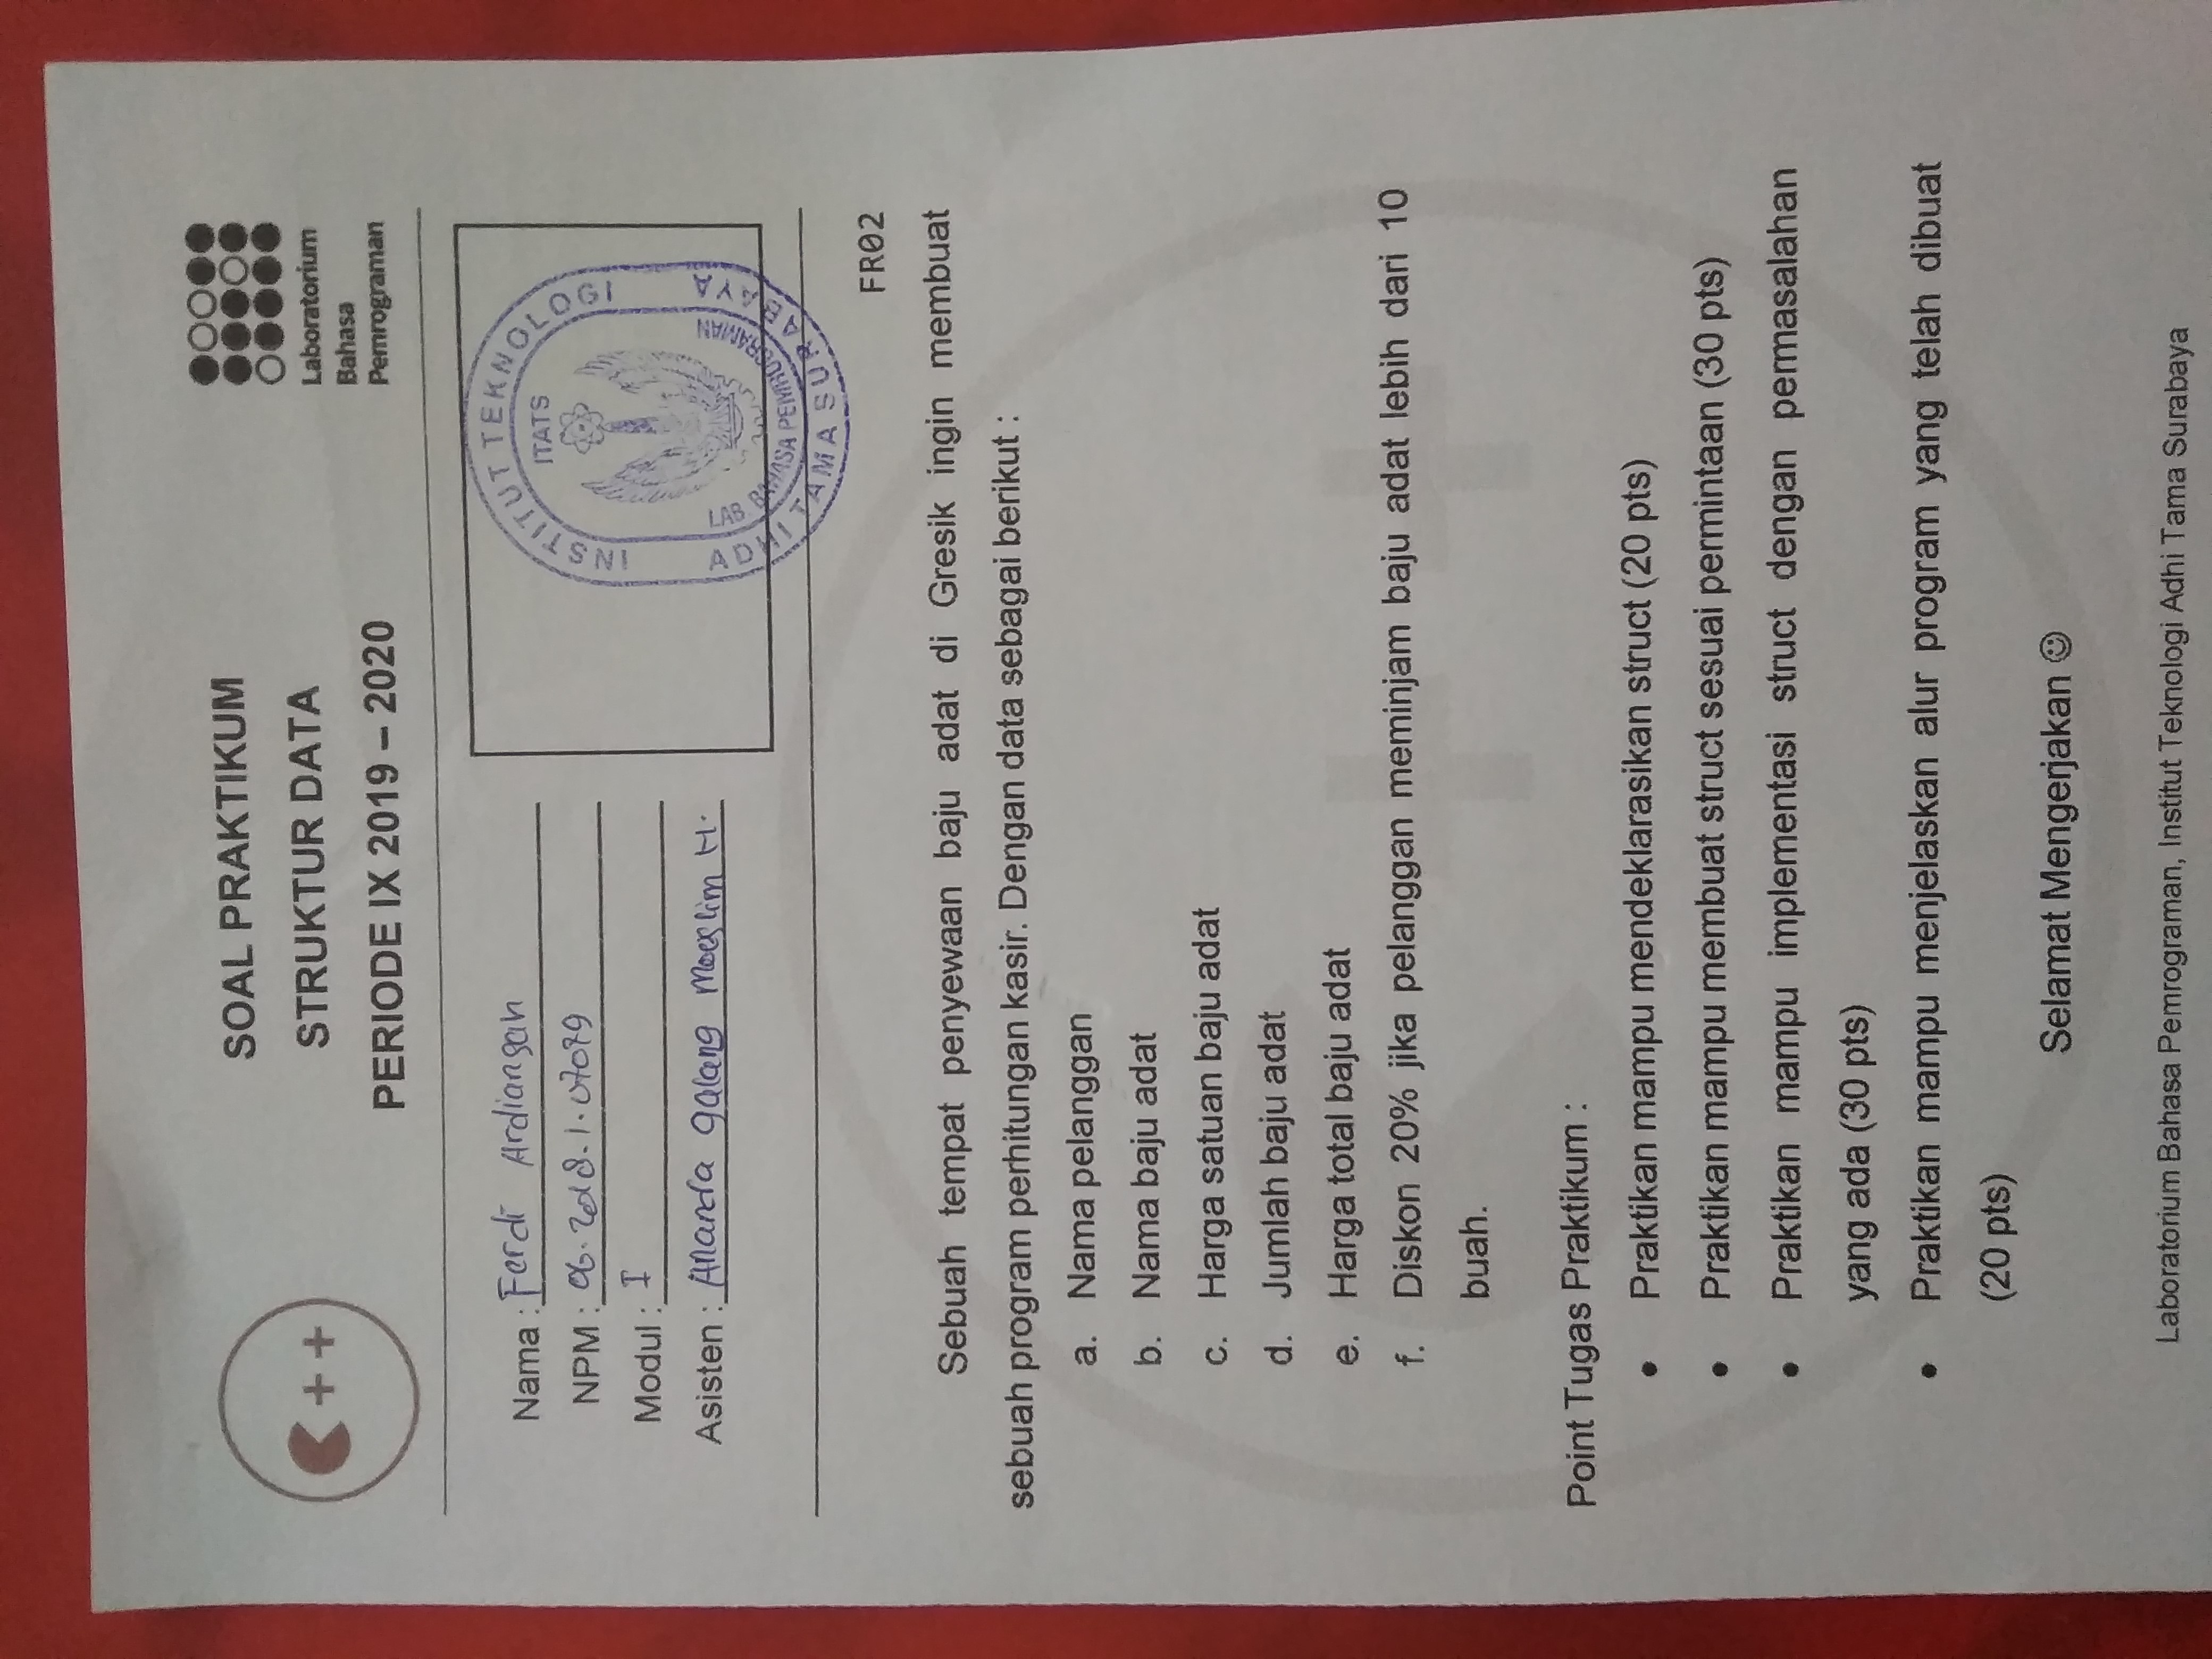 C++
SOAL PRAKTIKUM
STRUKTUR DATA
PERIODE IX 2019 – 2020
Laboratorium
Bahasa
Pemrograman
Nama : Ferdi Ardiansah
NPM :
Modul : I
Asisten : galang Moeslim H.
INSTITUT TEKNOLOGI
ITATS
LAB BAHASA PEMROGRAMAN
ADHI TAMA SURABAYA
FR02
Sebuah tempat penyewaan baju adat di Gresik ingin membuat
sebuah program perhitungan kasir. Dengan data sebagai berikut :
a. Nama pelanggan
b. Nama baju adat
c. Harga satuan baju adat
d. Jumlah baju adat
e. Harga total baju adat
f. Diskon 20% jika pelanggan meminjam baju adat lebih dari 10
buah.
Point Tugas Praktikum :
• Praktikan mampu mendeklarasikan struct (20 pts)
• Praktikan mampu membuat struct sesuai permintaan (30 pts)
• Praktikan mampu implementasi struct dengan permasalahan
yang ada (30 pts)
• Praktikan mampu menjelaskan alur program yang telah dibuat
(20 pts)
Selamat Mengerjakan ☺
Laboratorium Bahasa Pemrograman, Institut Teknologi Adhi Tama Surabaya